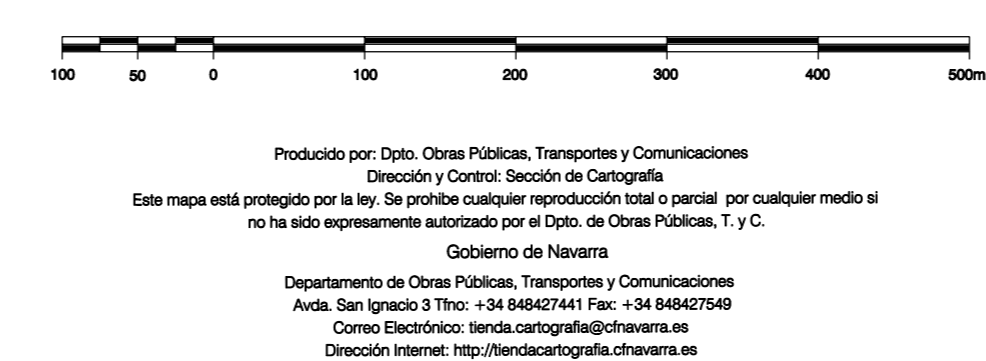 100 50 0 100 200 300 400 500m
Producido por: Dpto. Obras Públicas, Transportes y Comunicaciones
Dirección y Control: Sección de Cartografía
Este mapa está protegido por la ley. Se prohibe cualquier reproducción total o parcial por cualquier medio si
no ha sido expresamente autorizado por el Dpto. de Obras Públicas, T. y C.
Gobierno de Navarra
Departamento de Obras Públicas, Transportes y Comunicaciones
Avda. San Ignacio 3 Tfno: +34 848427441 Fax: +34 848427549
Correo Electrónico: tienda.cartografia@cfnavarra.es
Dirección Internet: http://tiendacartografia.cfnavarra.es